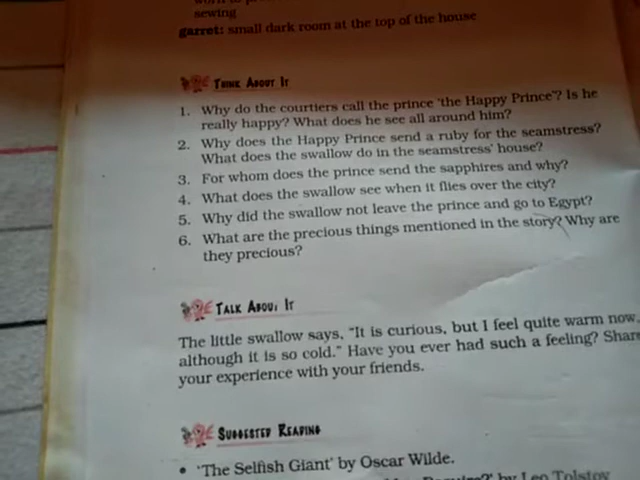 sewing
garret: small dark room at the top of the house
THINK ABOUT IT
1. Why do the courtiers call the prince 'the Happy Prince'? Is he
really happy? What does he see all around him?
2. Why does the Happy Prince send a ruby for the seamstress?
What does the swallow do in the seamstress' house?
3. For whom does the prince send the sapphires and why?
4. What does the swallow see when it flies over the city?
5. Why did the swallow not leave the prince and go to Egypt?
6. What are the precious things mentioned in the story? Why are
they precious?
TALK ABOUT IT
The little swallow says, "It is curious, but I feel quite warm now,
although it is so cold." Have you ever had such a feeling? Share
your experience with your friends.
SUGGESTED READING
• 'The Selfish Giant' by Oscar Wilde.
by Leo Tolstoy